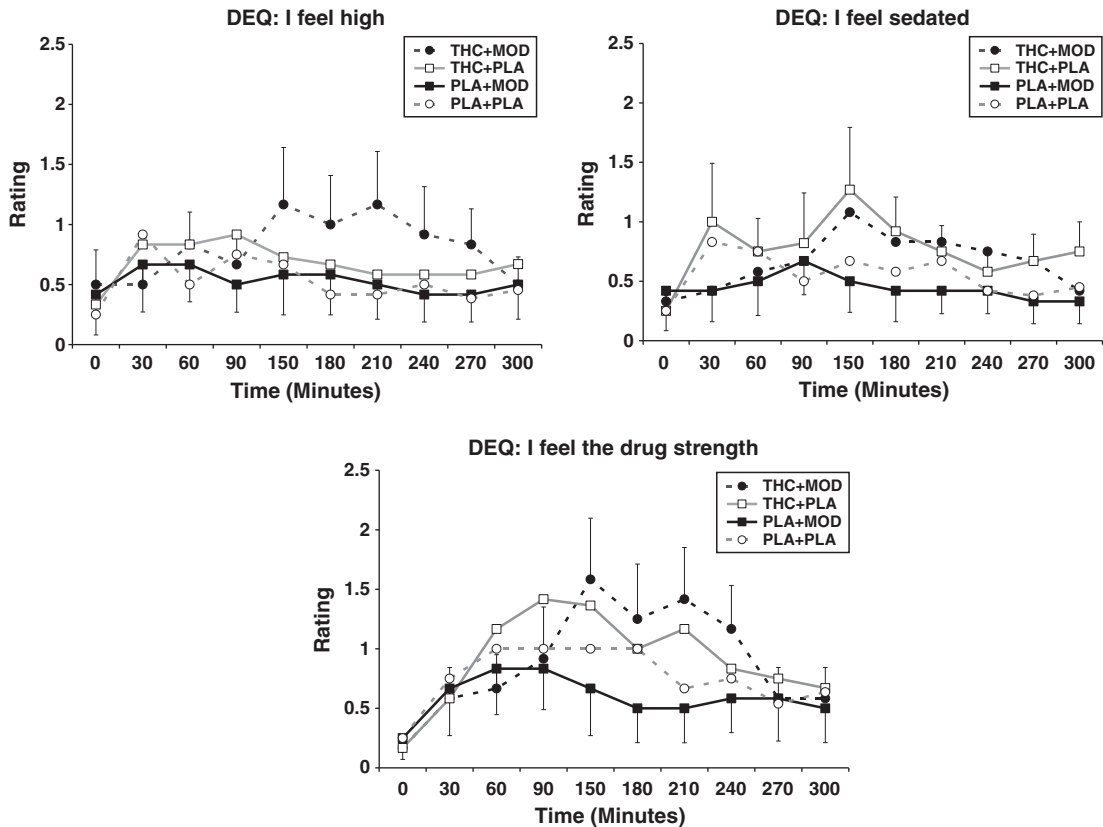 DEQ: I feel high
2.5
2
1.5
1
0.5
0
Rating
THC+MOD
THC+PLA
PLA+MOD
PLA+PLA
0 30 60 90 150 180 210 240 270 300
Time (Minutes)
DEQ: I feel sedated
2.5
2
1.5
1
0.5
0
Rating
THC+MOD
THC+PLA
PLA+MOD
PLA+PLA
0 30 60 90 150 180 210 240 270 300
Time (Minutes)
DEQ: I feel the drug strength
2.5
2
1.5
1
0.5
0
Rating
THC+MOD
THC+PLA
PLA+MOD
PLA+PLA
0 30 60 90 150 180 210 240 270 300
Time (Minutes)